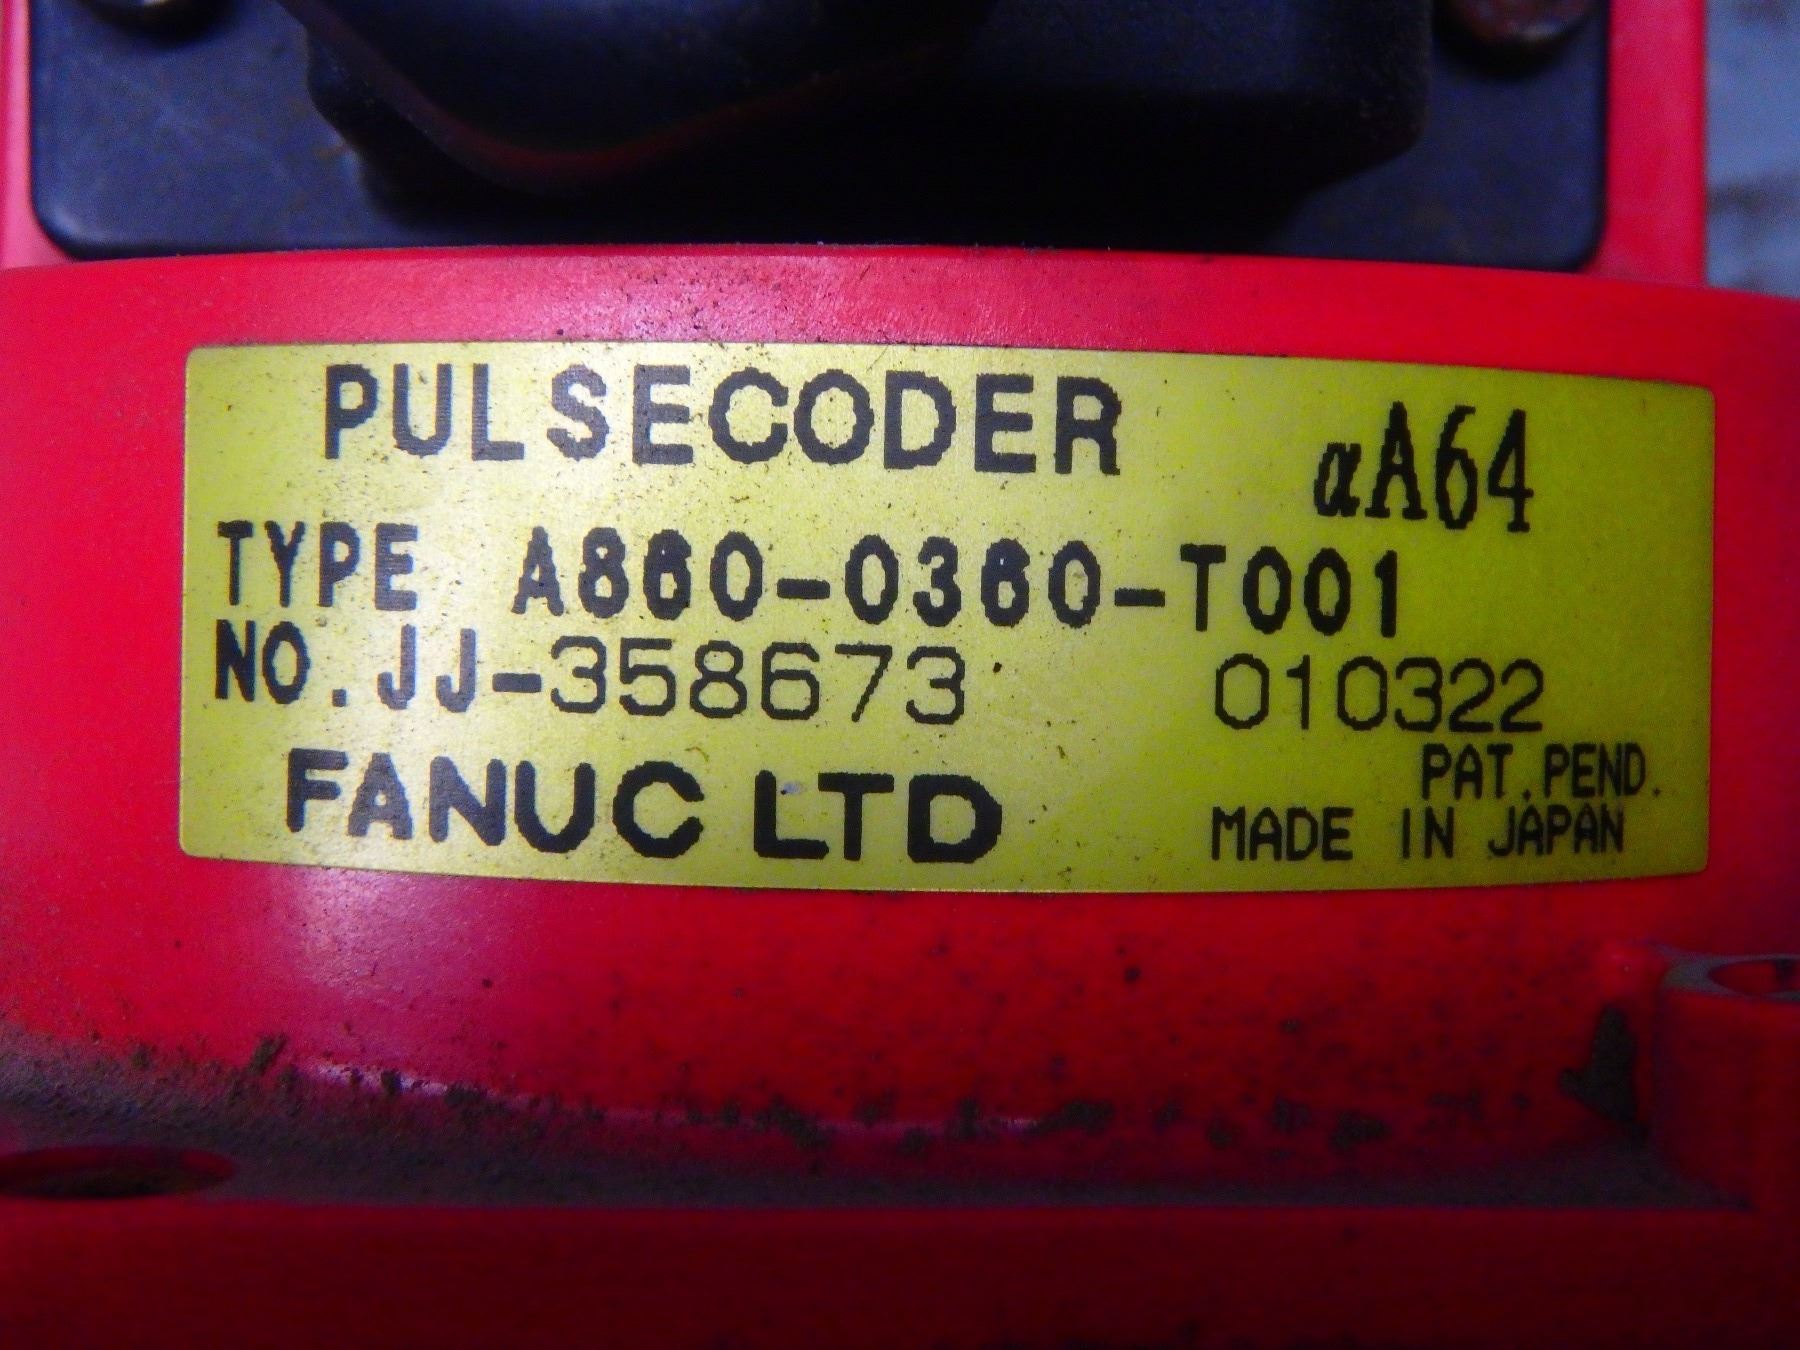 PULSECODER αA64
TYPE A860-0360-T001
NO.JJ-358673 010322
PAT.PEND.
FANUC LTD MADE IN JAPAN